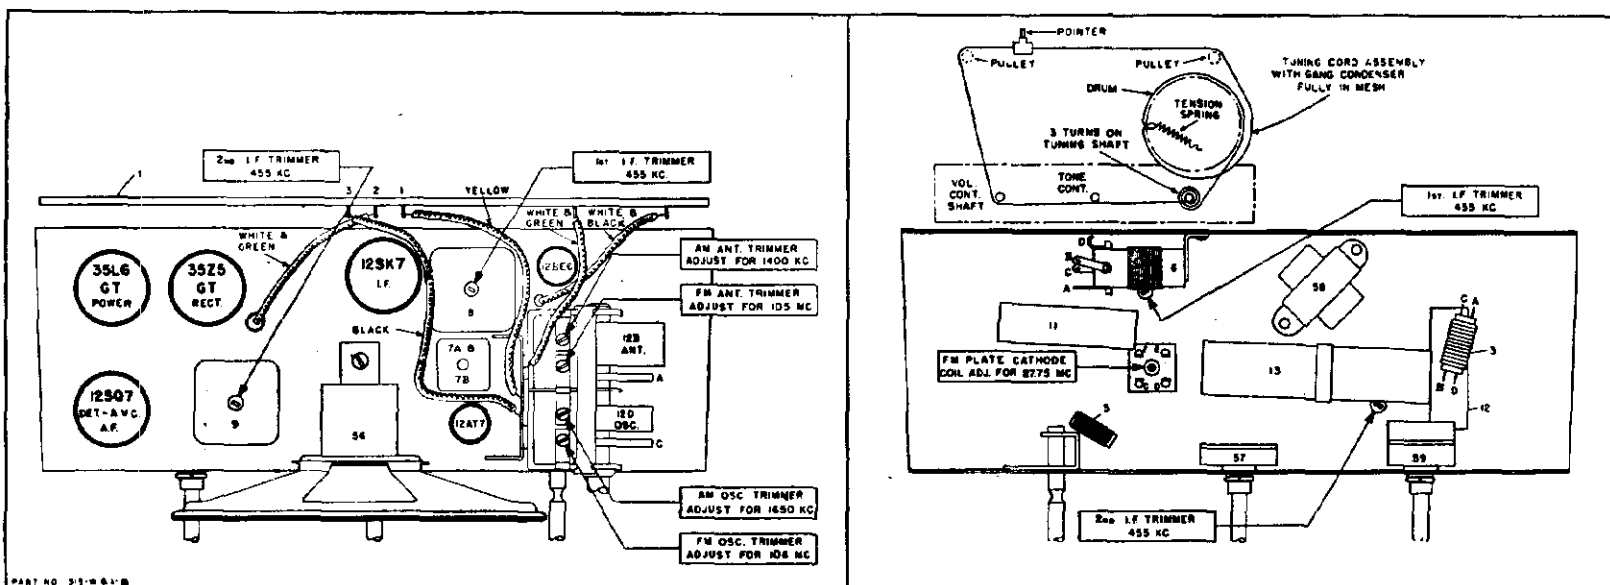 2ND I.F. TRIMMER
455 KC
1ST I.F. TRIMMER
455 KC.
1
3 2 1
YELLOW
WHITE &
GREEN
WHITE &
BLACK
WHITE &
GREEN
35L6
GT
POWER
35Z5
GT
RECT.
12SK7
I.F.
12BE6
8
BLACK
AM ANT. TRIMMER
ADJUST FOR 1400 KC
FM ANT. TRIMMER
ADJUST FOR 105 MC
12B
ANT.
7A &
7B
A
12SQ7
DET-A.V.C.
A.F.
9
56
12AT7
12D
OSC.
C
AM OSC TRIMMER
ADJUST FOR 1650 KC
FM OSC. TRIMMER
ADJUST FOR 108 MC
PART NO.
POINTER
PULLEY
PULLEY
TUNING CORD ASSEMBLY
WITH GANG CONDENSER
FULLY IN MESH
DRUM
TENSION
SPRING
3 TURNS ON
TUNING SHAFT
VOL.
CONT.
SHAFT
TONE
CONT.
1ST. I.F. TRIMMER
455 KC
D
B
C
A
6
58
11
C A
3
FM PLATE CATHODE
COIL ADJ. FOR 87.75 MC
C D
13
B D
12
5
57
59
2ND I.F. TRIMMER
455 KC